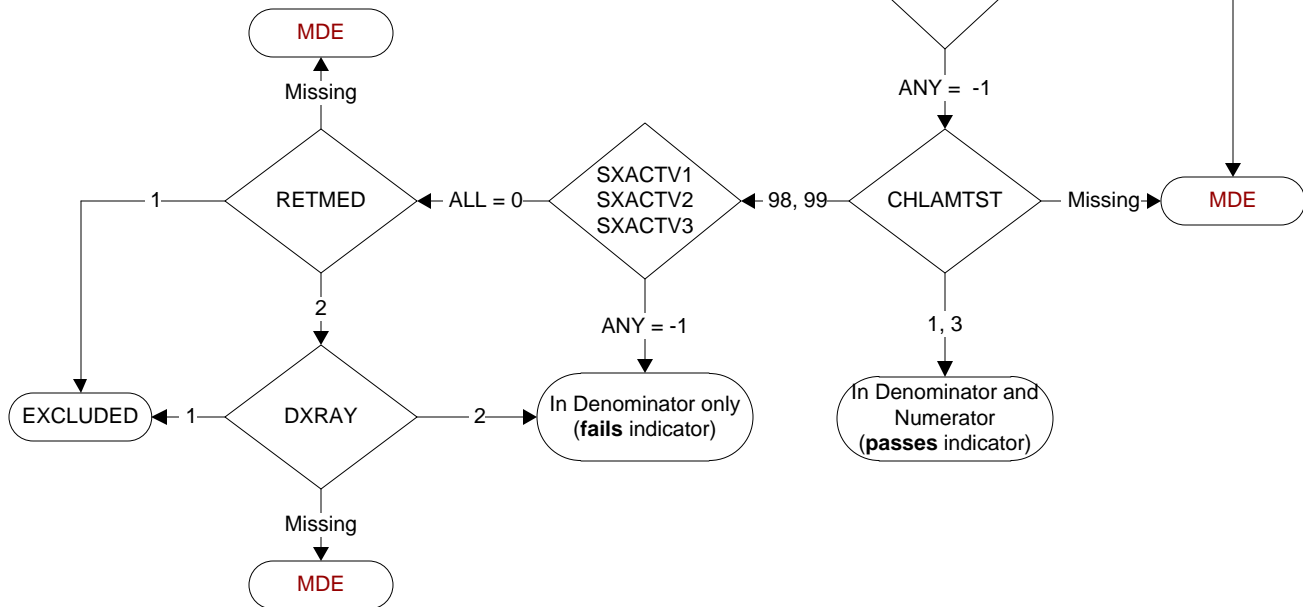 MDE
Missing
ANY = -1
RETMED
SXACTV1
SXACTV2
SXACTV3
CHLAMTST
1
ALL = 0
98, 99
Missing
MDE
2
ANY = -1
1, 3
EXCLUDED
1
DXRAY
2
In Denominator only
(fails indicator)
In Denominator and
Numerator
(passes indicator)
Missing
MDE